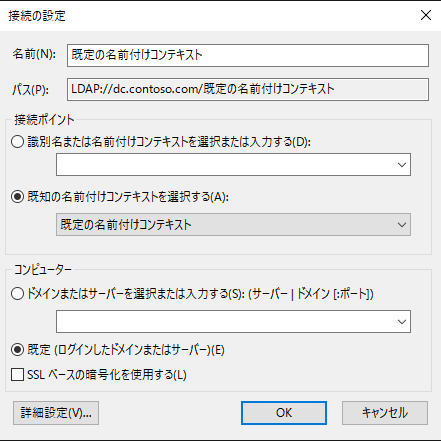 接続の設定
名前(N): 既定の名前付けコンテキスト
パス(P): LDAP://dc.contoso.com/既定の名前付けコンテキスト
接続ポイント
識別名または名前付けコンテキストを選択または入力する(D):
既知の名前付けコンテキストを選択する(A):
既定の名前付けコンテキスト
コンピューター
ドメインまたはサーバーを選択または入力する(S): (サーバー | ドメイン [:ポート])
既定 (ログインしたドメインまたはサーバー)(E)
SSL ベースの暗号化を使用する(L)
詳細設定(V)... OK キャンセル